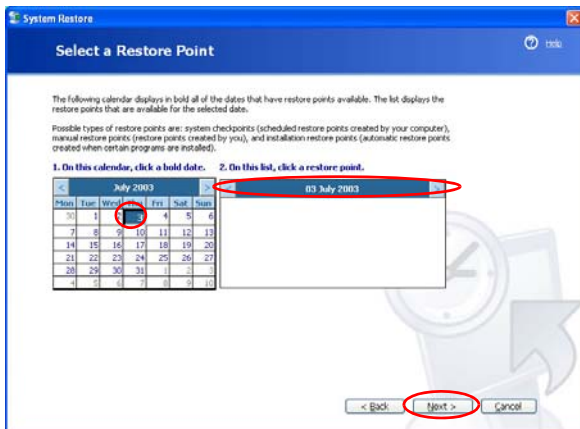 System Restore
Select a Restore Point
Help
The following calendar displays in bold all of the dates that have restore points available. The list displays the
restore points that are available for the selected date.
Possible types of restore points are: system checkpoints (scheduled restore points created by your computer),
manual restore points (restore points created by you), and installation restore points (automatic restore points
created when certain programs are installed).
1. On this calendar, click a bold date. 2. On this list, click a restore point.
< July 2003 > < 03 July 2003 >
Mon Tue Wed Thu Fri Sat Sun
30 1 2 3 4 5 6
7 8 9 10 11 12 13
14 15 16 17 18 19 20
21 22 23 24 25 26 27
28 29 30 31 1 2 3
4 5 6 7 8 9 10
< Back Next > Cancel